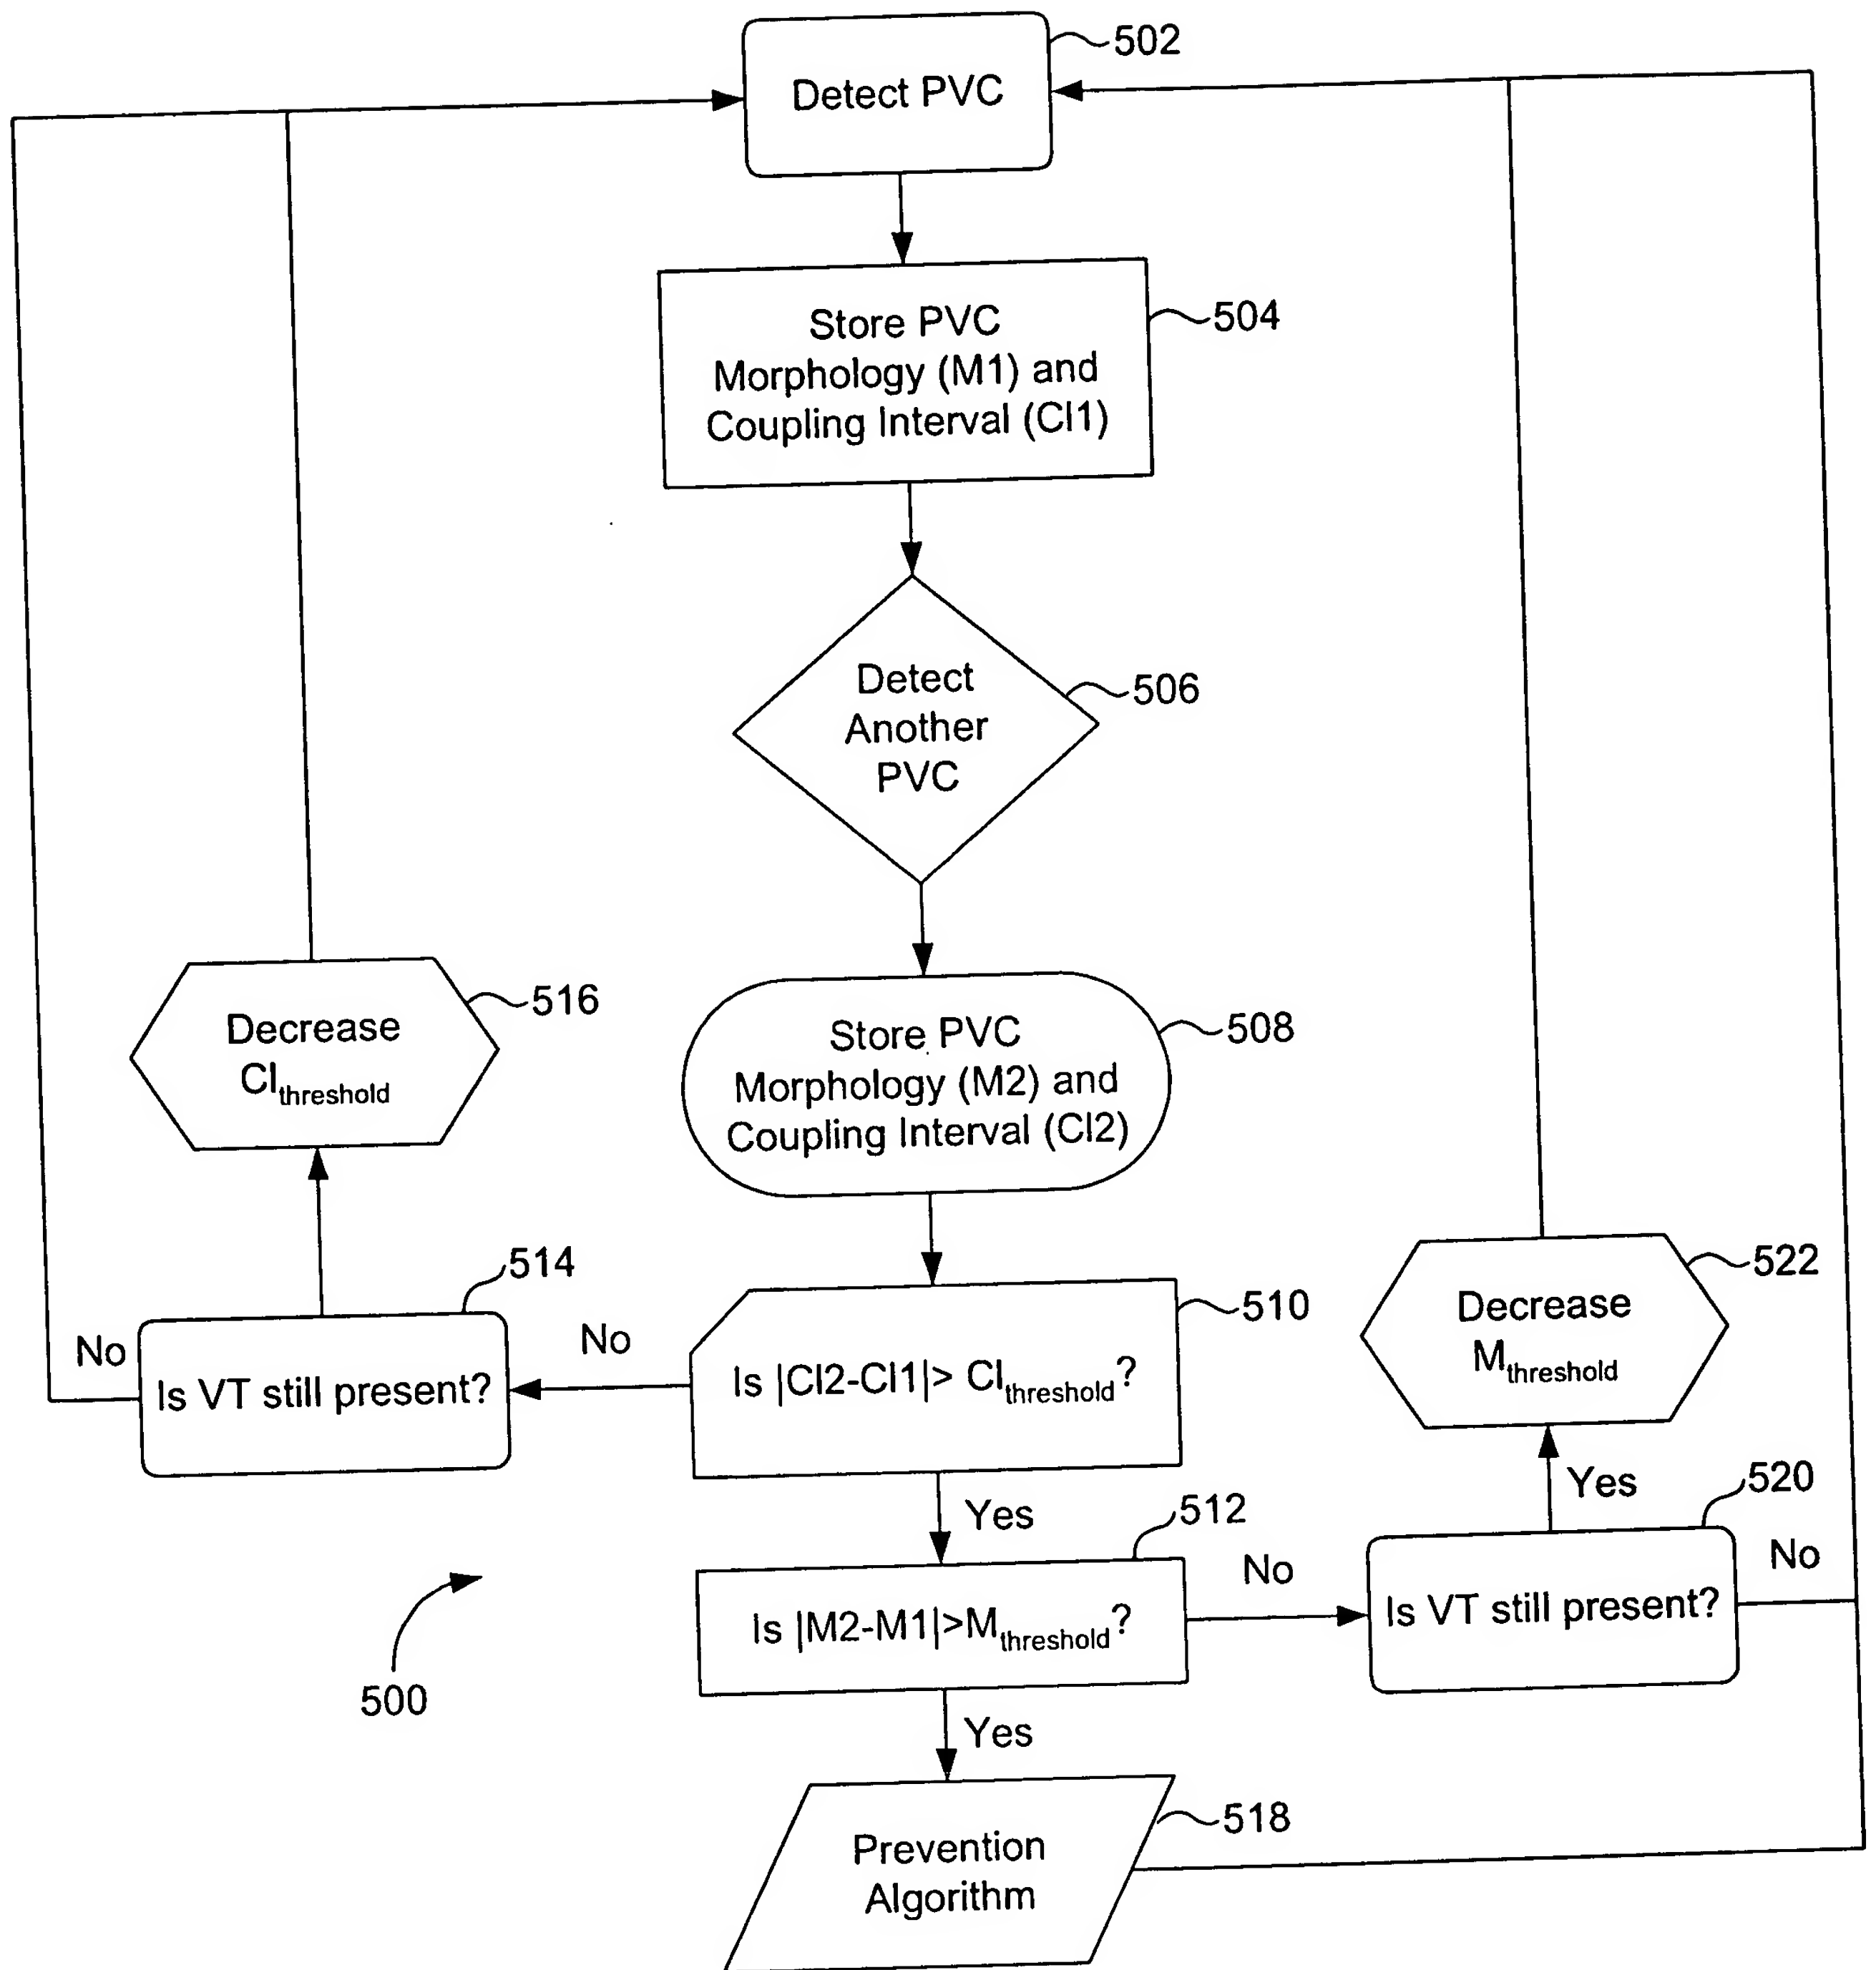 502
Detect PVC
504
Store PVC
Morphology (M1) and
Coupling Interval (CI1)
506
Detect
Another
PVC
516
Decrease
CIthreshold
508
Store PVC
Morphology (M2) and
Coupling Interval (CI2)
514
No
Is VT still present?
No
510
Is |CI2-CI1|> CIthreshold?
522
Decrease
Mthreshold
Yes
512
Is |M2-M1|>Mthreshold?
No
Yes
520
Is VT still present?
No
500
Yes
518
Prevention
Algorithm